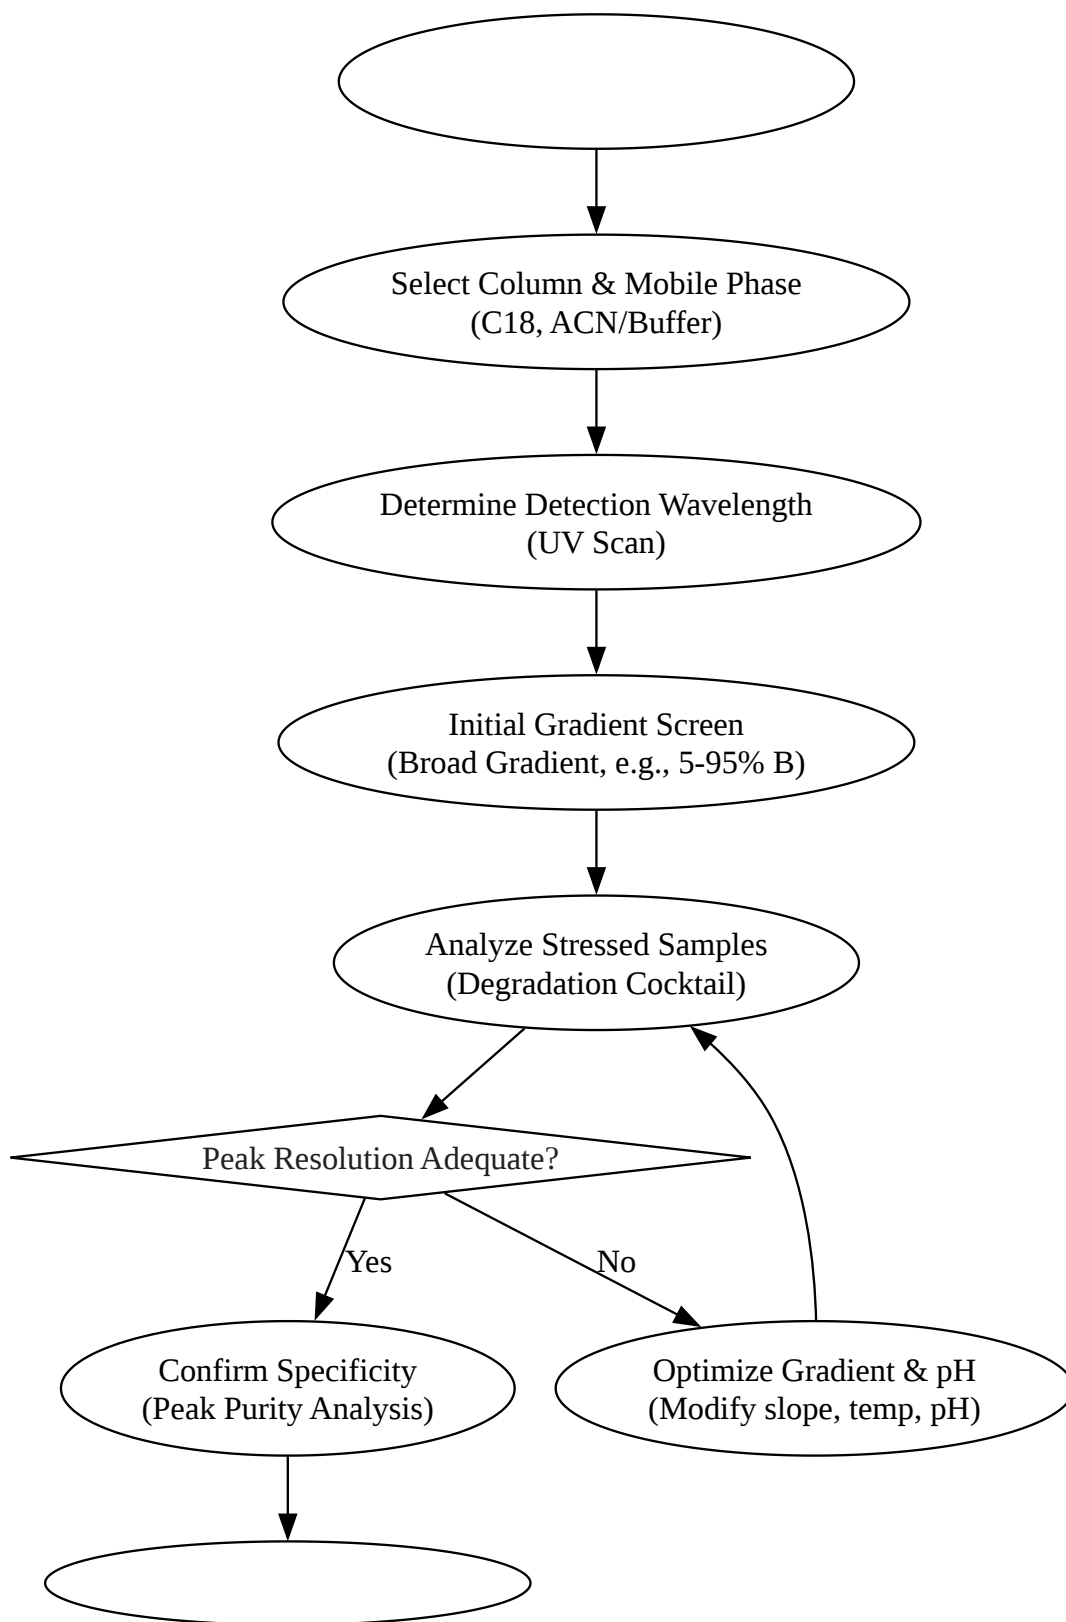 Select Column & Mobile Phase
(C18, ACN/Buffer)
Determine Detection Wavelength
(UV Scan)
Initial Gradient Screen
(Broad Gradient, e.g., 5-95% B)
Analyze Stressed Samples
(Degradation Cocktail)
Peak Resolution Adequate?
Yes
No
Confirm Specificity
(Peak Purity Analysis)
Optimize Gradient & pH
(Modify slope, temp, pH)